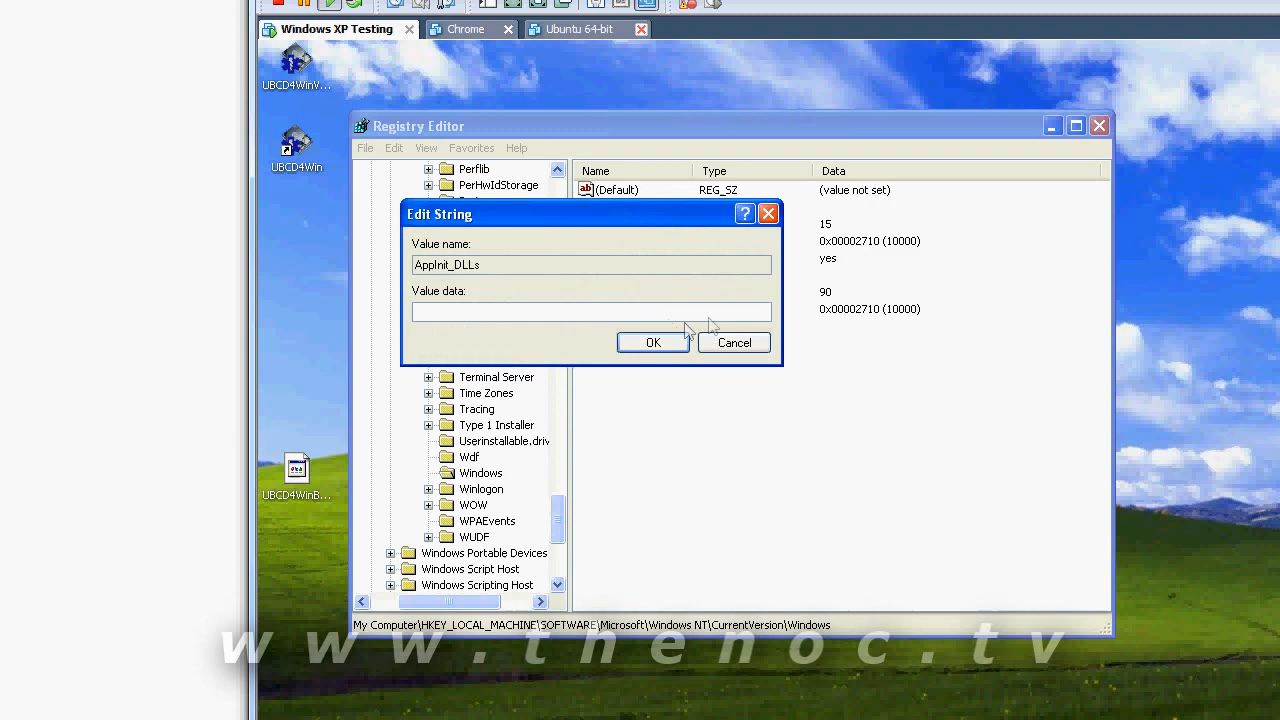 Windows XP Testing
Chrome
Ubuntu 64-bit
UBCD4WinV...
UBCD4Win
UBCD4WinB...
Registry Editor
File Edit View Favorites Help
Perflib
PerHwIdStorage
Name Type Data
ab (Default) REG_SZ (value not set)
15
0x00002710 (10000)
yes
90
0x00002710 (10000)
Edit String
Value name:
AppInit_DLLs
Value data:
OK Cancel
Terminal Server
Time Zones
Tracing
Type 1 Installer
Userinstallable.driv
Wdf
Windows
Winlogon
WOW
WPAEvents
WUDF
Windows Portable Devices
Windows Script Host
Windows Scripting Host
My Computer\HKEY_LOCAL_MACHINE\SOFTWARE\Microsoft\Windows NT\CurrentVersion\Windows
www.thenoc.tv